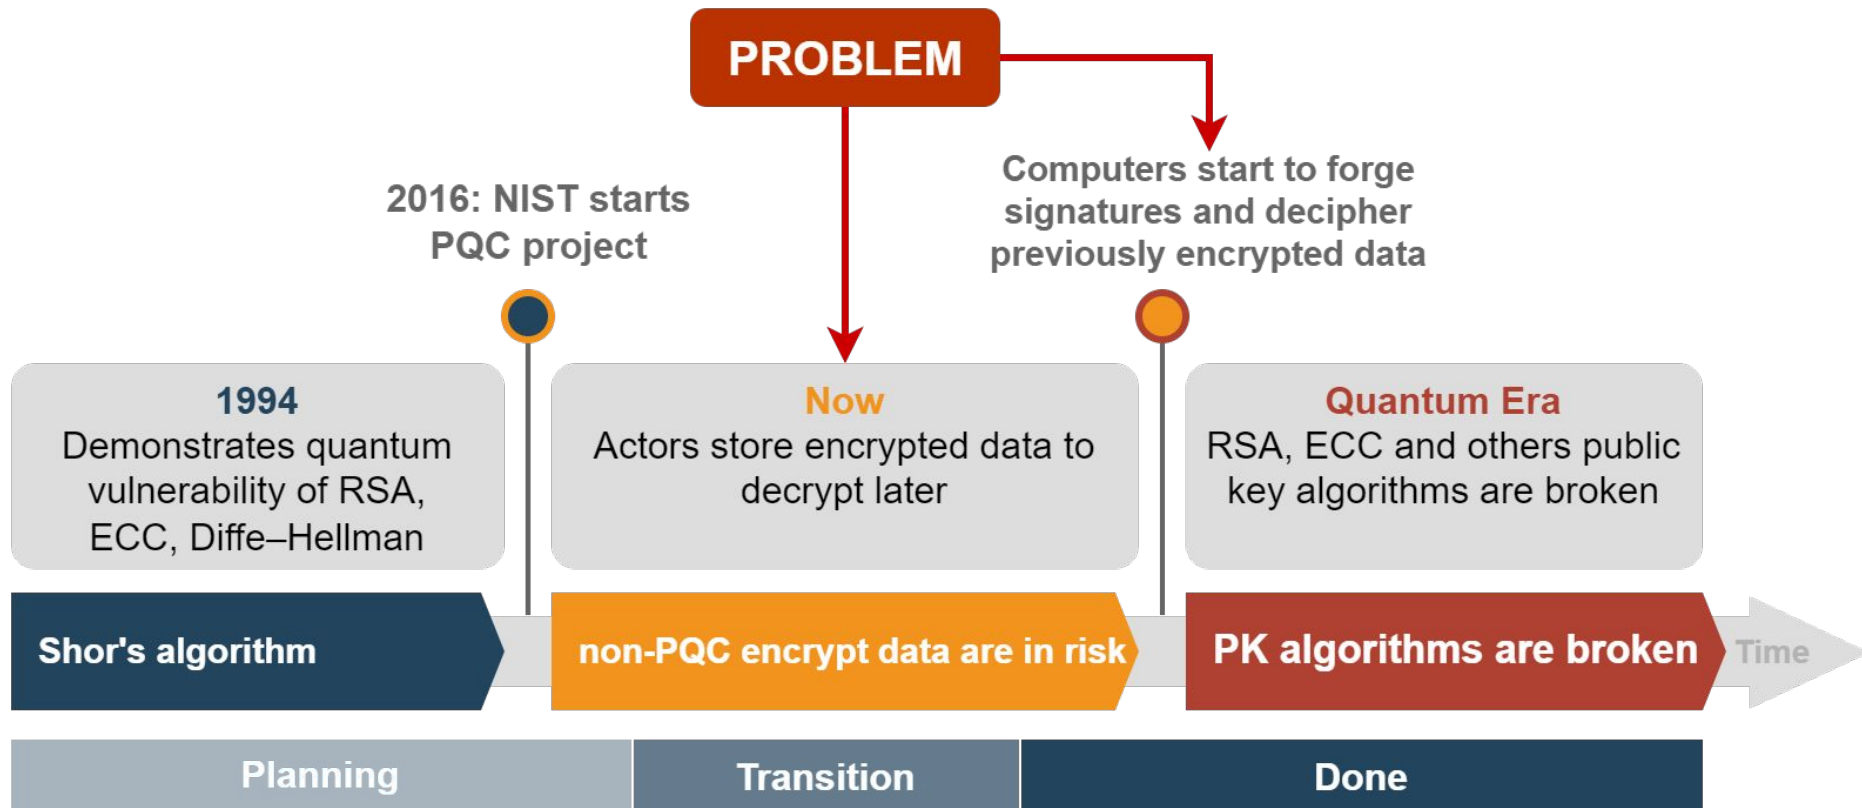 PROBLEM
2016: NIST starts
PQC project
Computers start to forge
signatures and decipher
previously encrypted data
1994
Demonstrates quantum
vulnerability of RSA,
ECC, Diffe–Hellman
Now
Actors store encrypted data to
decrypt later
Quantum Era
RSA, ECC and others public
key algorithms are broken
Shor's algorithm
non-PQC encrypt data are in risk
PK algorithms are broken
Time
Planning
Transition
Done